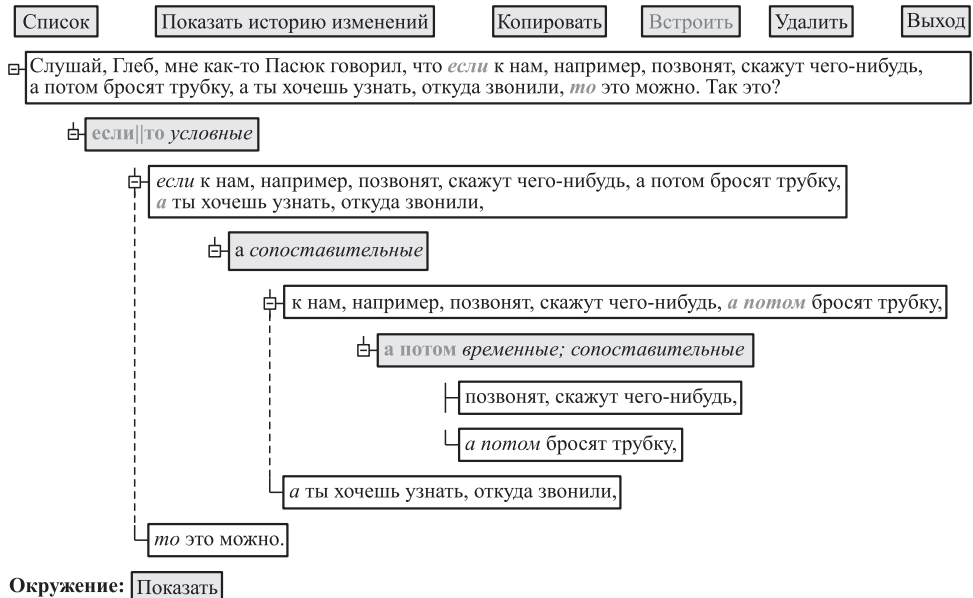 Список Показать историю изменений Копировать Встроить Удалить Выход
Слушай, Глеб, мне как-то Пасюк говорил, что если к нам, например, позвонят, скажут чего-нибудь,
а потом бросят трубку, а ты хочешь узнать, откуда звонили, то это можно. Так это?
если||то условные
если к нам, например, позвонят, скажут чего-нибудь, а потом бросят трубку,
а ты хочешь узнать, откуда звонили,
а сопоставительные
к нам, например, позвонят, скажут чего-нибудь, а потом бросят трубку,
а потом временные; сопоставительные
позвонят, скажут чего-нибудь,
а потом бросят трубку,
а ты хочешь узнать, откуда звонили,
то это можно.
Окружение: Показать